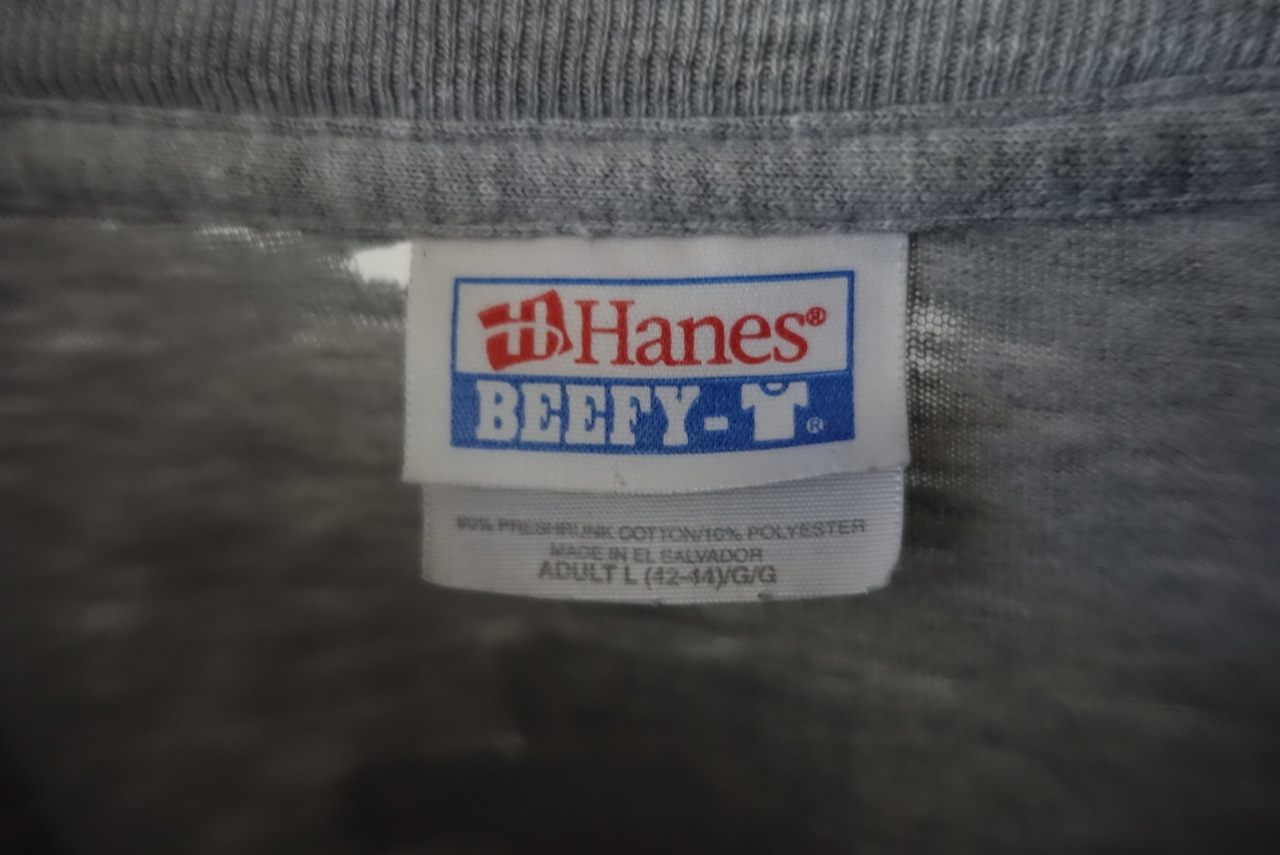 Hanes®
BEEFY-T®
90% PRESHRUNK COTTON/10% POLYESTER
MADE IN EL SALVADOR
ADULT L (42-44)/G/G